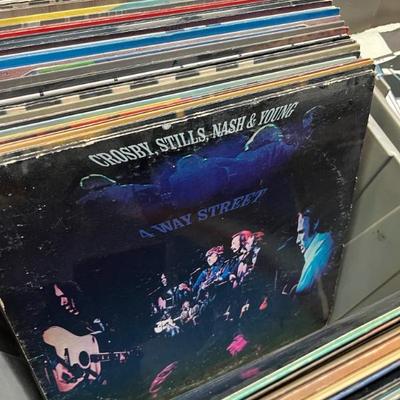 CROSBY, STILLS, NASH & YOUNG
4 WAY STREET